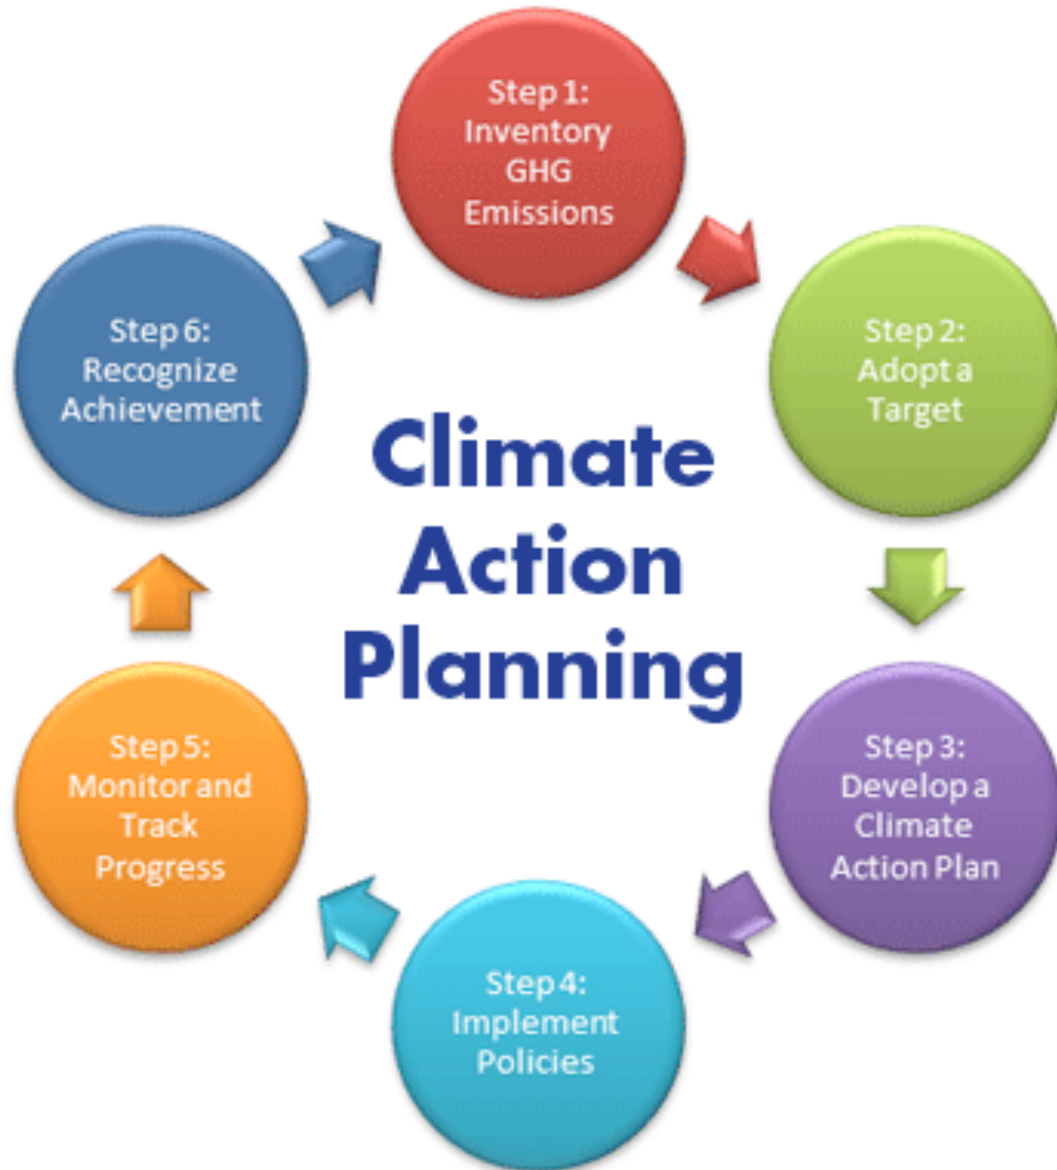 Step 1:
Inventory
GHG
Emissions
Step 2:
Adopt a
Target
Step 3:
Develop a
Climate
Action Plan
Step 4:
Implement
Policies
Step 5:
Monitor and
Track
Progress
Step 6:
Recognize
Achievement
Climate
Action
Planning